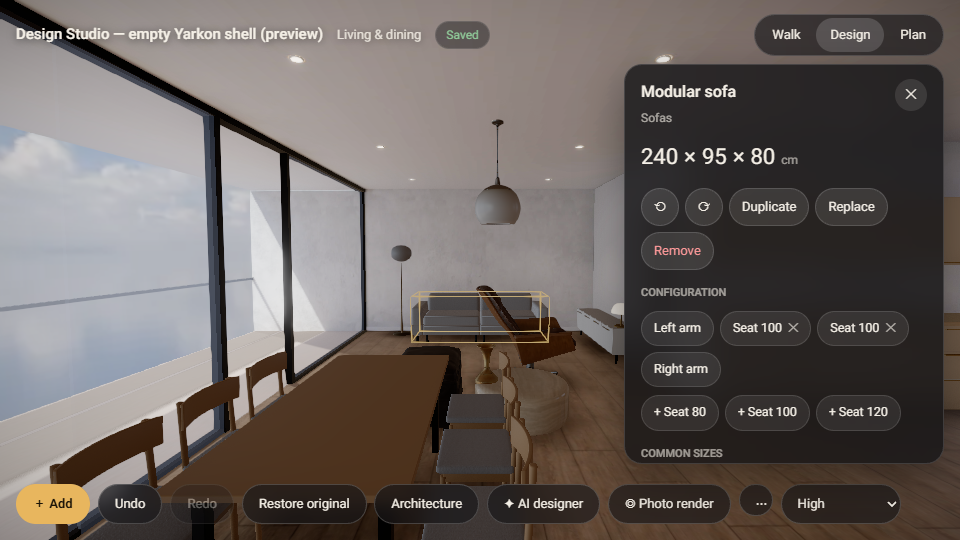 Design Studio — empty Yarkon shell (preview) Living & dining Saved
Walk Design Plan
Modular sofa
Sofas
240 × 95 × 80 cm
Duplicate Replace
Remove
CONFIGURATION
Left arm Seat 100 Seat 100
Right arm
+ Seat 80 + Seat 100 + Seat 120
COMMON SIZES
+ Add Undo Redo Restore original Architecture ✦ AI designer ◎ Photo render ... High